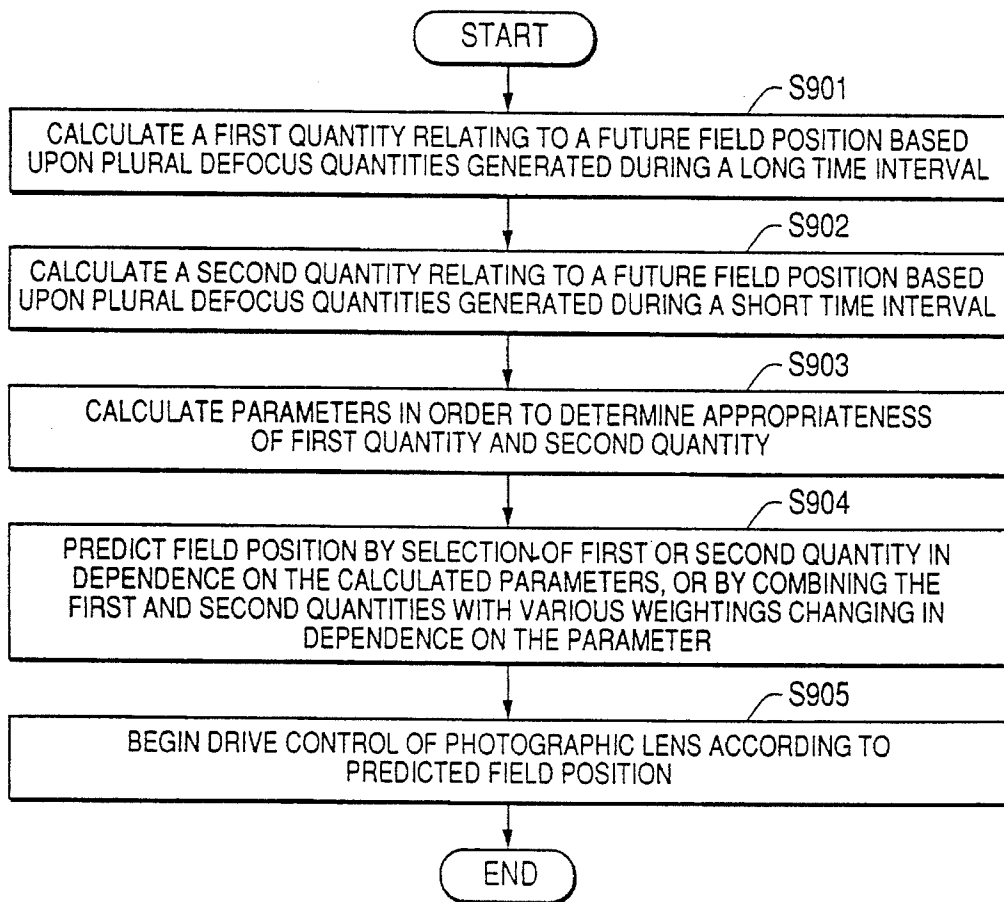 START
S901
CALCULATE A FIRST QUANTITY RELATING TO A FUTURE FIELD POSITION BASED
UPON PLURAL DEFOCUS QUANTITIES GENERATED DURING A LONG TIME INTERVAL
S902
CALCULATE A SECOND QUANTITY RELATING TO A FUTURE FIELD POSITION BASED
UPON PLURAL DEFOCUS QUANTITIES GENERATED DURING A SHORT TIME INTERVAL
S903
CALCULATE PARAMETERS IN ORDER TO DETERMINE APPROPRIATENESS
OF FIRST QUANTITY AND SECOND QUANTITY
S904
PREDICT FIELD POSITION BY SELECTION OF FIRST OR SECOND QUANTITY IN
DEPENDENCE ON THE CALCULATED PARAMETERS, OR BY COMBINING THE
FIRST AND SECOND QUANTITIES WITH VARIOUS WEIGHTINGS CHANGING IN
DEPENDENCE ON THE PARAMETER
S905
BEGIN DRIVE CONTROL OF PHOTOGRAPHIC LENS ACCORDING TO
PREDICTED FIELD POSITION
END